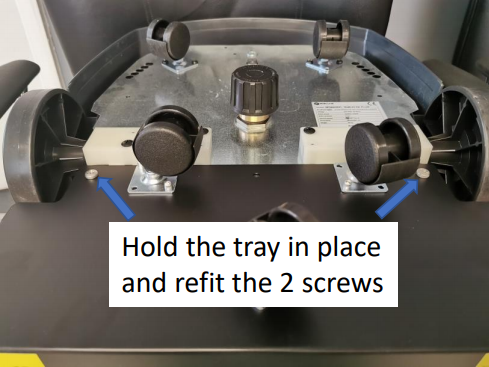 Hold the tray in place
and refit the 2 screws